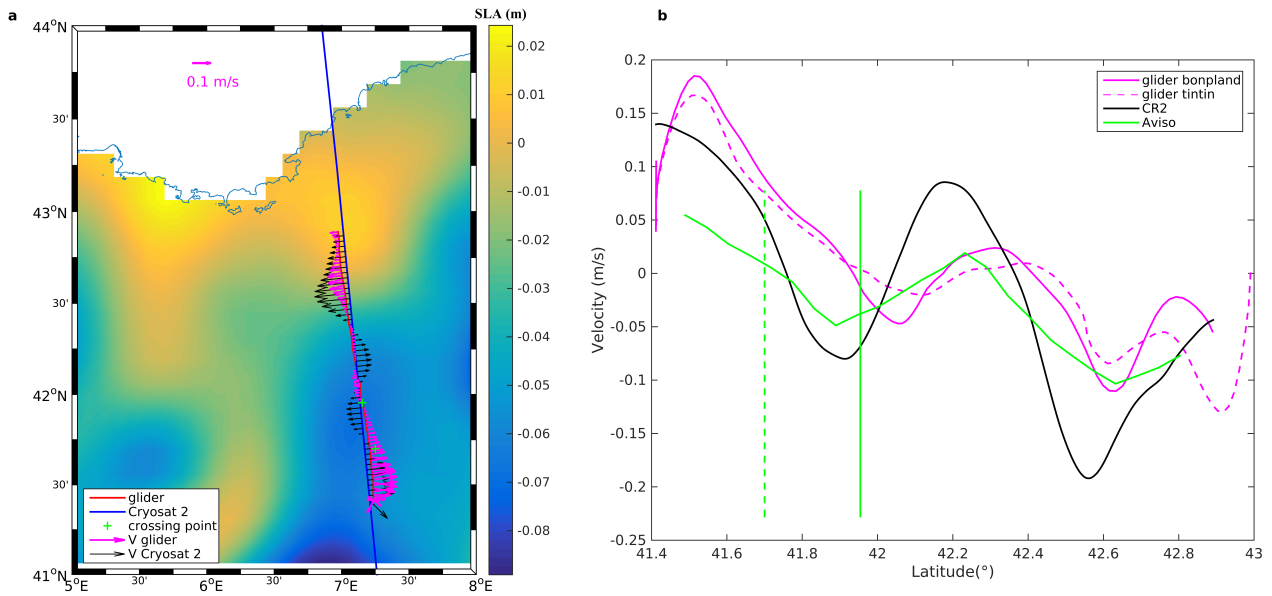 a
SLA (m)
44°N
30'
43°N
30'
42°N
30'
41°N
5°E
30'
6°E
30'
7°E
30'
8°E
0.1 m/s
0.02
0.01
0
-0.01
-0.02
-0.03
-0.04
-0.05
-0.06
-0.07
-0.08
glider
Cryosat 2
crossing point
V glider
V Cryosat 2
b
Velocity (m/s)
0.2
0.15
0.1
0.05
0
-0.05
-0.1
-0.15
-0.2
-0.25
41.4
41.6
41.8
42
42.2
42.4
42.6
42.8
43
Latitude(°)
glider bonpland
glider tintin
CR2
Aviso